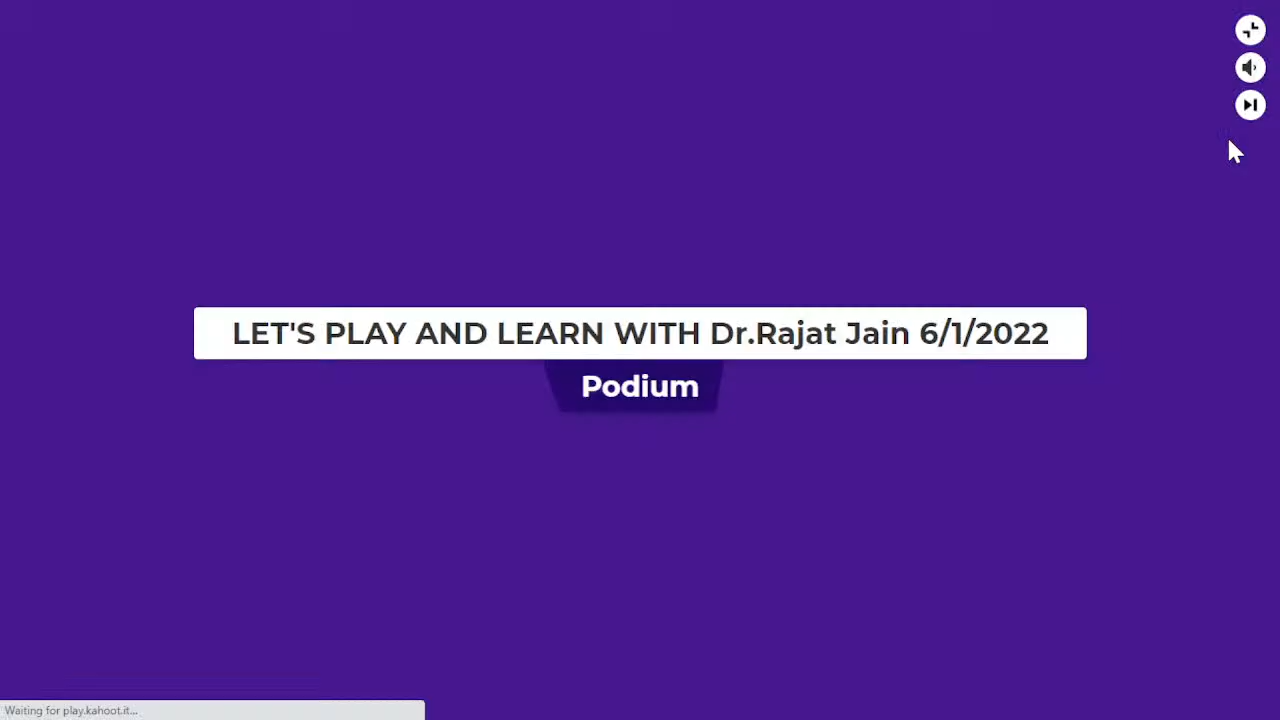 LET'S PLAY AND LEARN WITH Dr.Rajat Jain 6/1/2022
Podium
Waiting for play.kahoot.it...